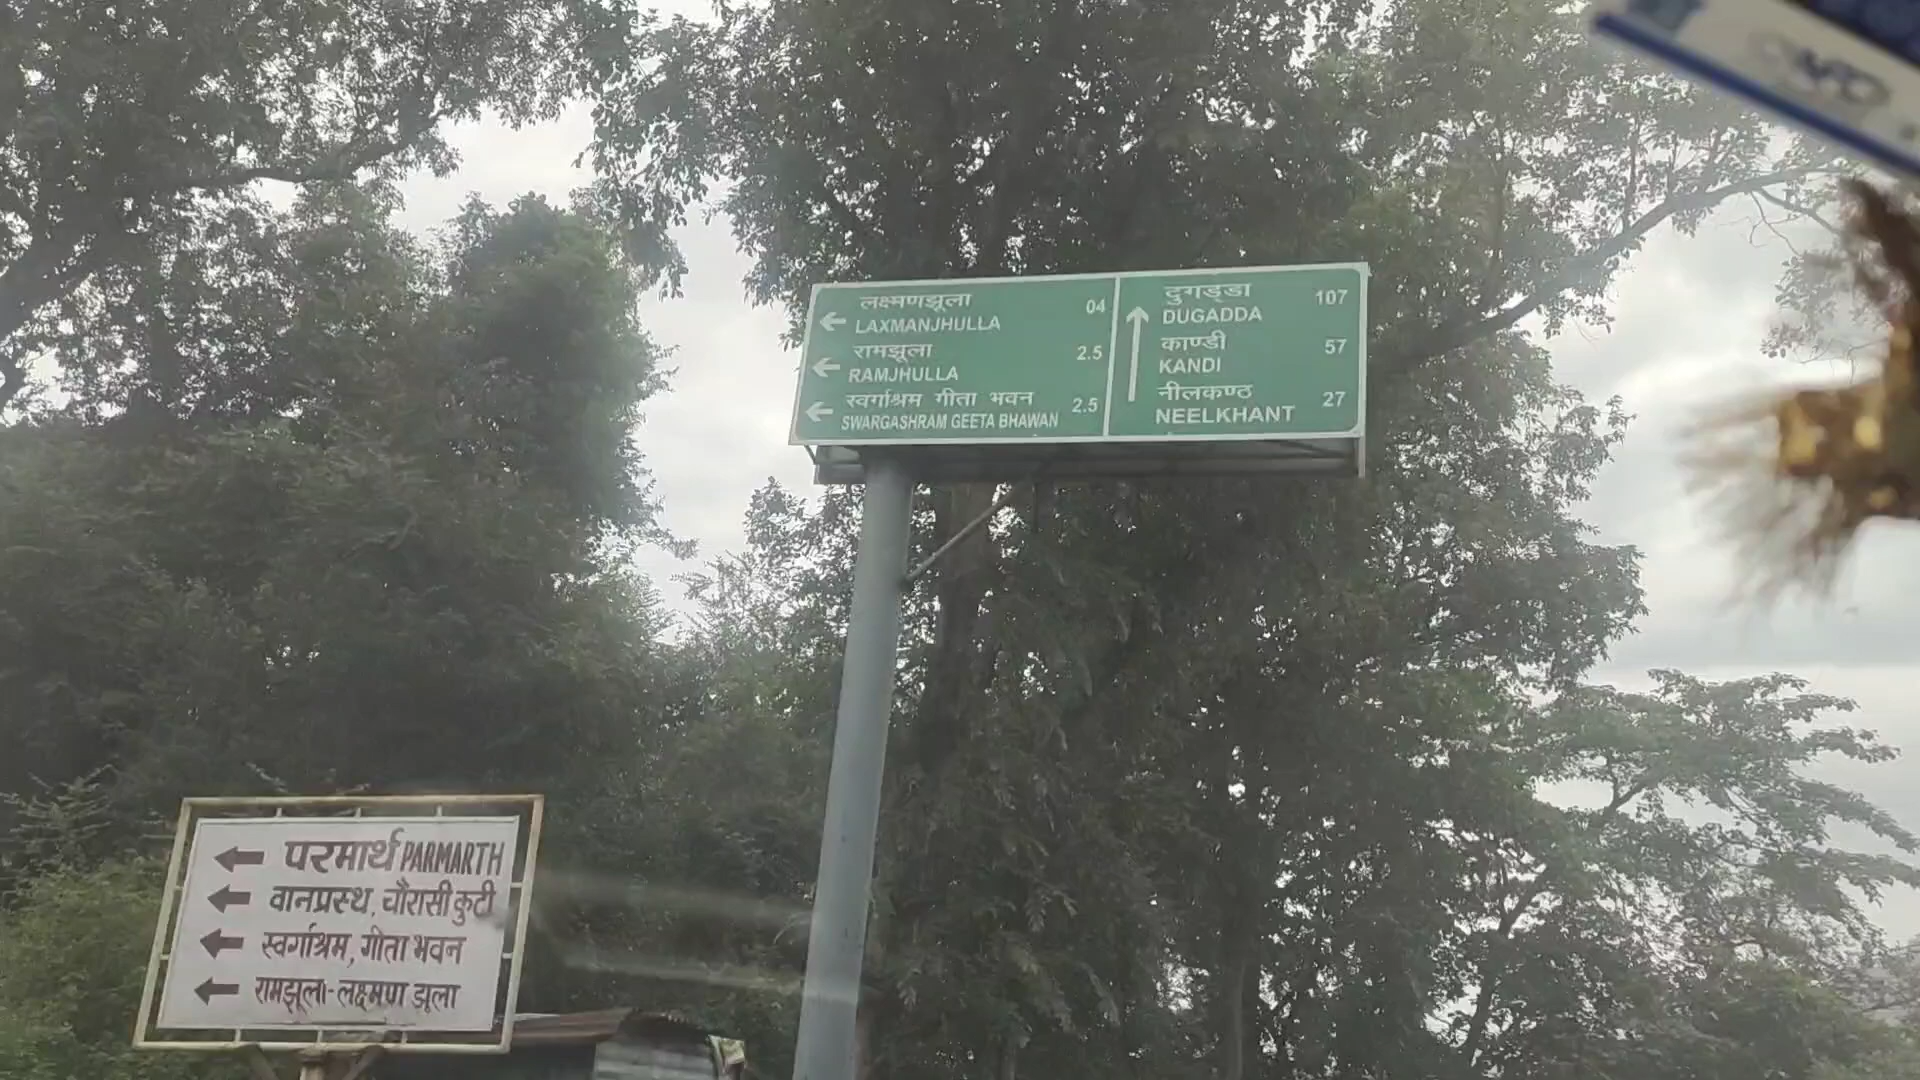 लक्ष्मणझूला 04
LAXMANJHULLA
रामझूला 2.5
RAMJHULLA
स्वर्गाश्रम गीता भवन 2.5
SWARGASHRAM GEETA BHAWAN
दुगड्डा 107
DUGADDA
काण्डी 57
KANDI
नीलकण्ठ 27
NEELKHANT
परमार्थ PARMARTH
वानप्रस्थ, चौरासी कुटी
स्वर्गाश्रम, गीता भवन
रामझूला-लक्ष्मण झूला